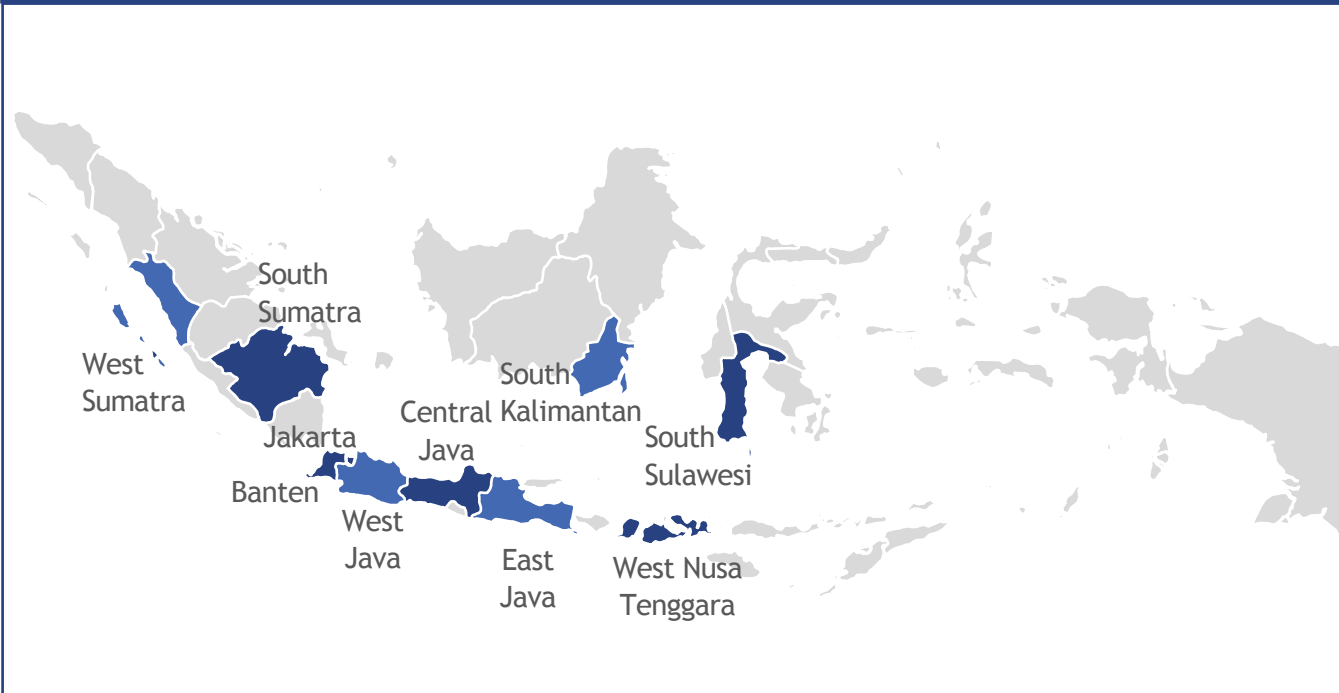 South
Sumatra
West
Sumatra
South
Kalimantan
Central
Java
Jakarta
South
Sulawesi
Banten
West
Java
East
Java
West Nusa
Tenggara